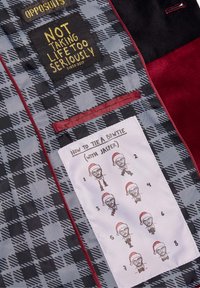 OPPOSUITS
NOT
TAKING
LIFE TOO
SERIOUSLY
HOW TO TIE A BOWTIE
(WITH JASPER)
1
2
3
4
5
6
7
8